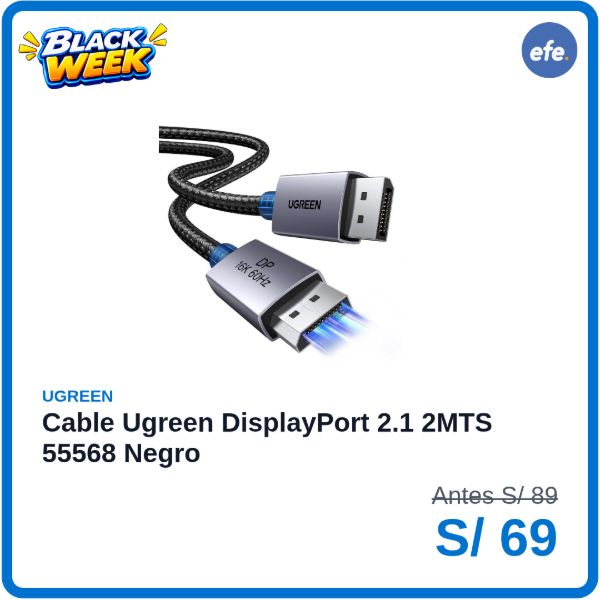 BLACK
WEEK
efe.
UGREEN
DP
16K 60Hz
UGREEN
Cable Ugreen DisplayPort 2.1 2MTS
55568 Negro
Antes S/ 89
S/ 69